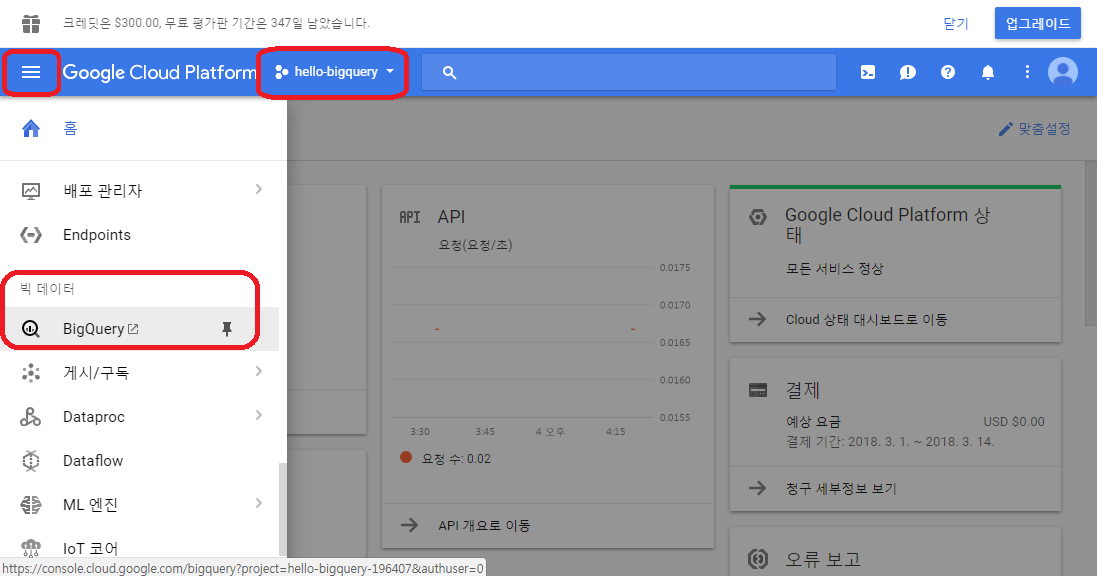 크레딧은 $300.00, 무료 평가판 기간은 347일 남았습니다.
닫기
업그레이드
Google Cloud Platform
hello-bigquery
홈
맞춤설정
배포 관리자
Endpoints
빅 데이터
BigQuery
게시/구독
Dataproc
Dataflow
ML 엔진
IoT 코어
API API
요청(요청/초)
0.0175
0.0170
-
-
0.0165
0.0160
0.0155
3:30
3:45
4 오후
4:15
요청 수: 0.02
API 개요로 이동
Google Cloud Platform 상
태
모든 서비스 정상
Cloud 상태 대시보드로 이동
결제
예상 요금 USD $0.00
결제 기간: 2018. 3. 1. ~ 2018. 3. 14.
청구 세부정보 보기
오류 보고
https://console.cloud.google.com/bigquery?project=hello-bigquery-196407&authuser=0